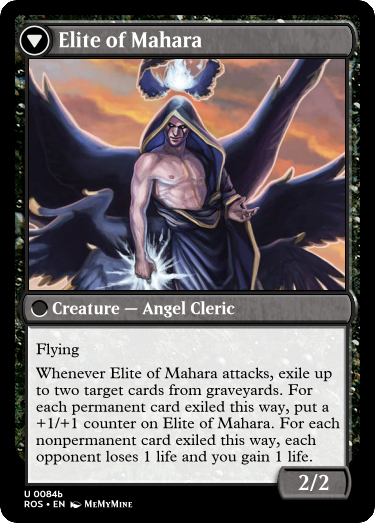 Elite of Mahara
Creature — Angel Cleric
Flying
Whenever Elite of Mahara attacks, exile up
to two target cards from graveyards. For
each permanent card exiled this way, put a
+1/+1 counter on Elite of Mahara. For each
nonpermanent card exiled this way, each
opponent loses 1 life and you gain 1 life.
2/2
U 0084b
ROS • EN MeMyMine